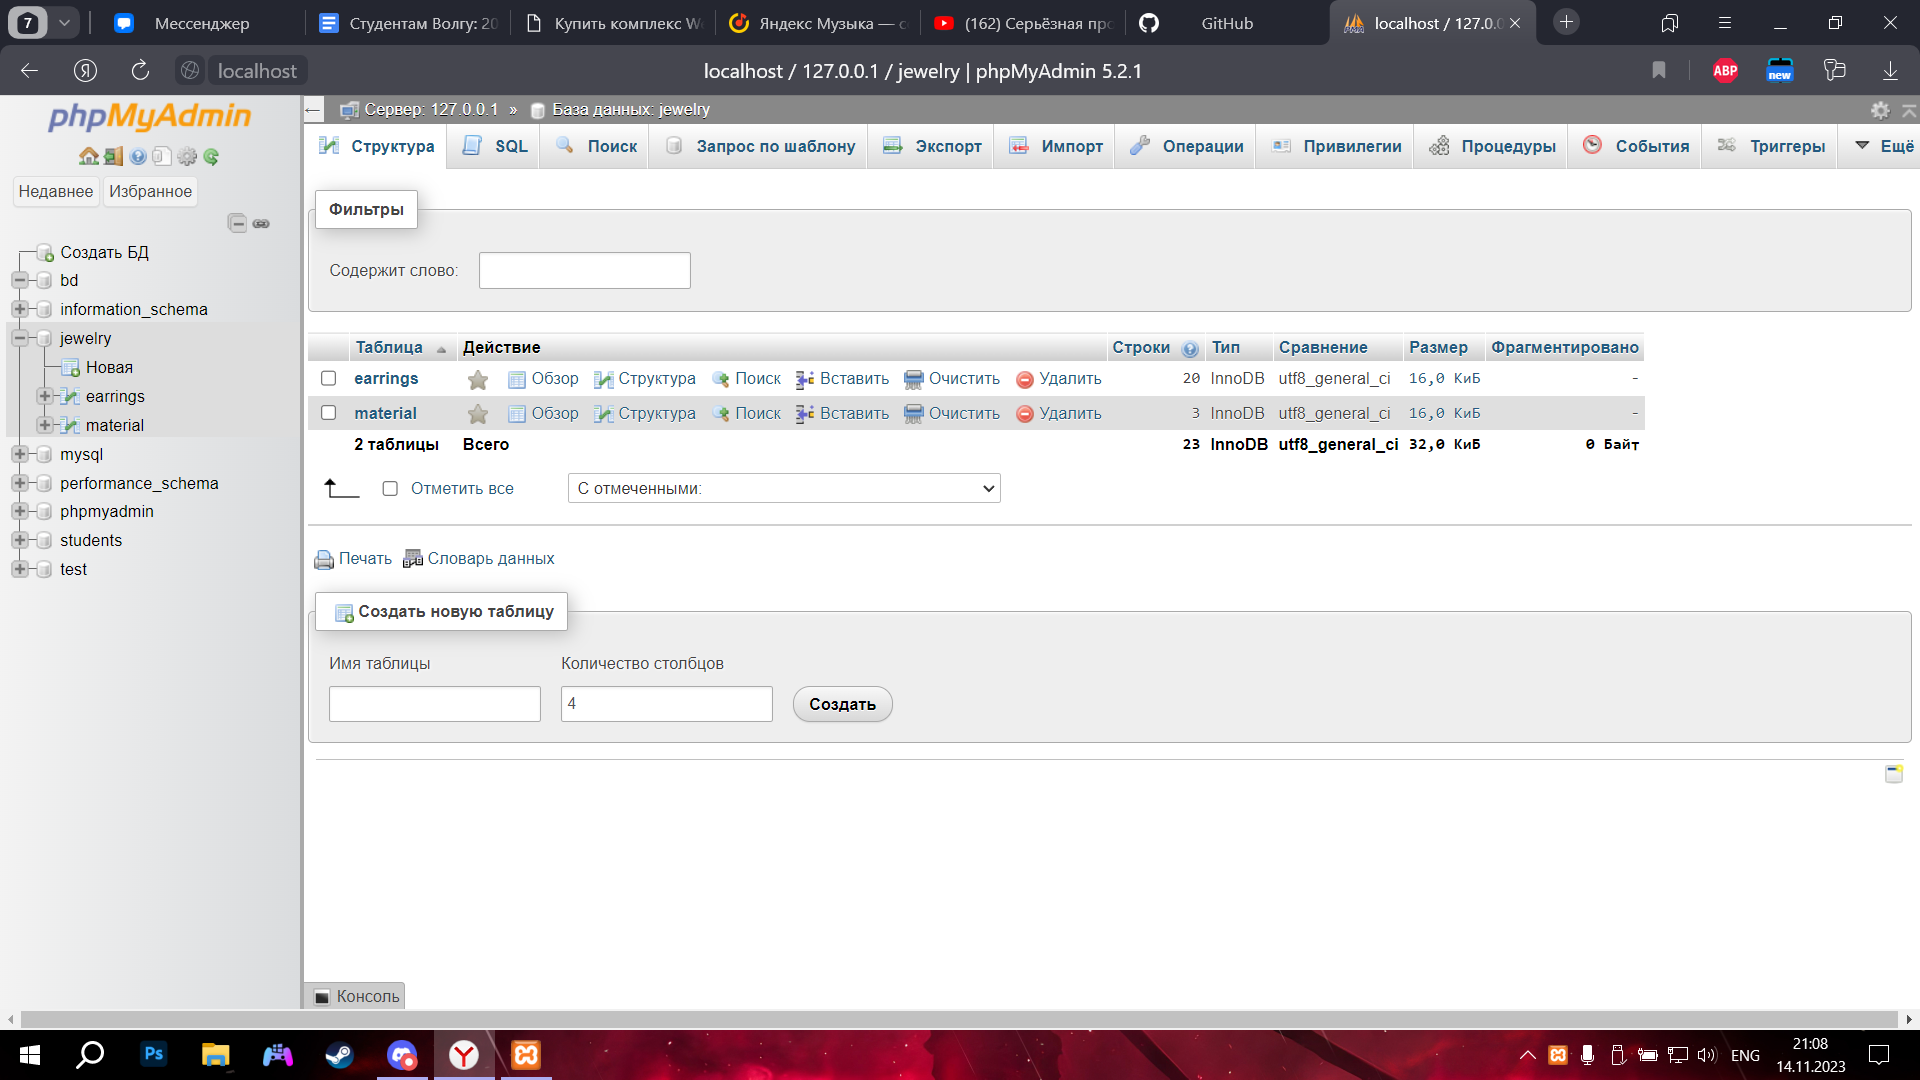 7
Мессенджер
Студентам Волгу: 20
Купить комплекс W
Яндекс Музыка — с
(162) Серьёзная про
GitHub
localhost / 127.0.0
localhost
localhost / 127.0.0.1 / jewelry | phpMyAdmin 5.2.1
ABP
new
phpMyAdmin
Недавнее
Избранное
Создать БД
bd
information_schema
jewelry
Новая
earrings
material
mysql
performance_schema
phpmyadmin
students
test
Сервер: 127.0.0.1 » База данных: jewelry
Структура
SQL
Поиск
Запрос по шаблону
Экспорт
Импорт
Операции
Привилегии
Процедуры
События
Триггеры
Ещё
Фильтры
Содержит слово:
Таблица Действие Строки Тип Сравнение Размер Фрагментировано
earrings Обзор Структура Поиск Вставить Очистить Удалить 20 InnoDB utf8_general_ci 16,0 КиБ -
material Обзор Структура Поиск Вставить Очистить Удалить 3 InnoDB utf8_general_ci 16,0 КиБ -
2 таблицы Всего 23 InnoDB utf8_general_ci 32,0 КиБ 0 Байт
Отметить все
С отмеченными:
Печать Словарь данных
Создать новую таблицу
Имя таблицы Количество столбцов
4
Создать
Консоль
Ps
ENG
21:08
14.11.2023